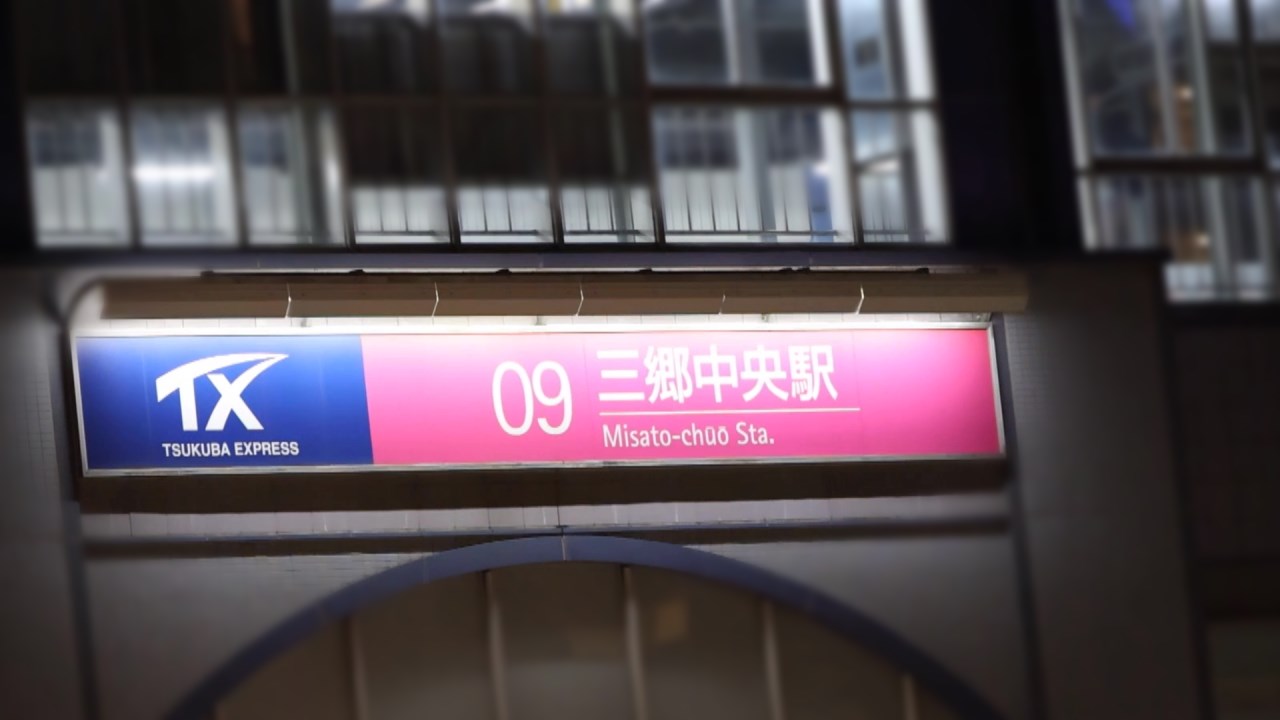 TX
TSUKUBA EXPRESS
09
三郷中央駅
Misato-chūō Sta.